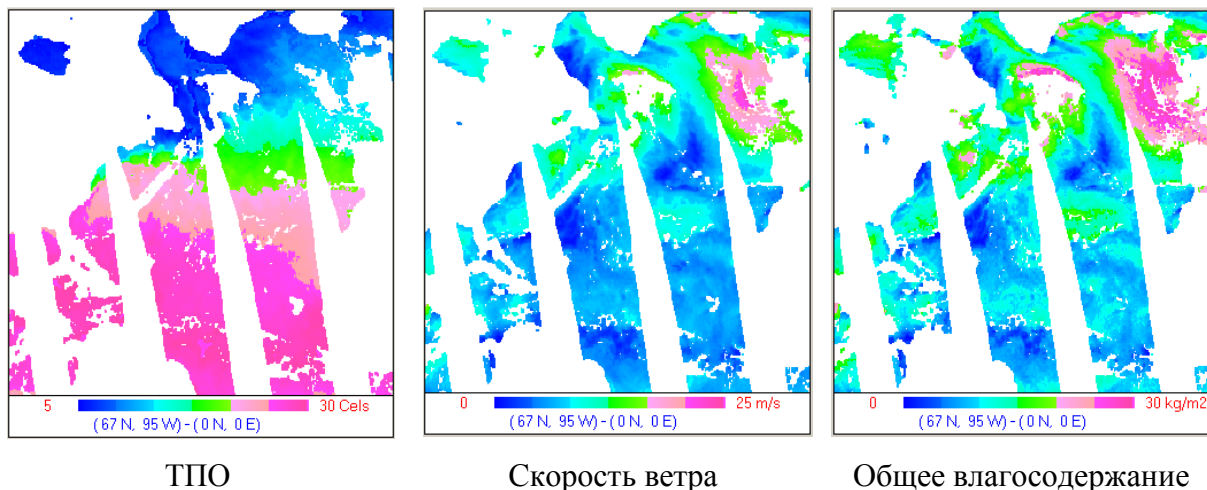 5 30 Cels
( 67 N, 95 W) - ( 0 N, 0 E)
0 25 m/s
( 67 N, 95 W) - ( 0 N, 0 E)
0 30 kg/m2
( 67 N, 95 W) - ( 0 N, 0 E)
ТПО Скорость ветра Общее влагосодержание